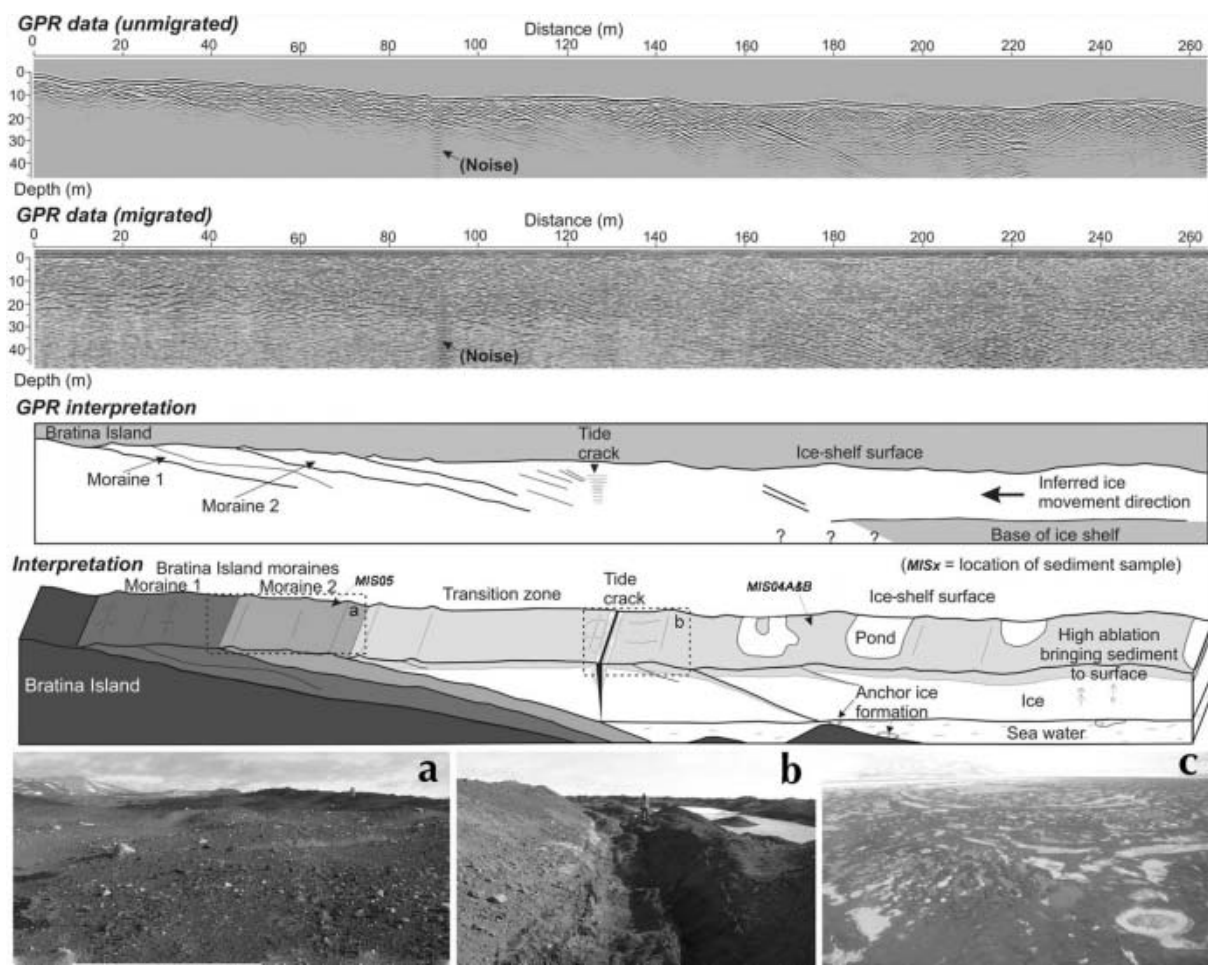 GPR data (unmigrated)
Distance (m)
0 20 40 60 80 100 120 140 160 180 200 220 240 260
0
10
20
30
40
(Noise)
Depth (m)
GPR data (migrated)
Distance (m)
0 20 40 60 80 100 120 140 160 180 200 220 240 260
0
10
20
30
40
(Noise)
Depth (m)
GPR interpretation
Bratina Island
Moraine 1
Moraine 2
Tide
crack
Ice-shelf surface
Inferred ice
movement direction
? ? ?
Base of ice shelf
Interpretation
Bratina Island moraines
(MISx = location of sediment sample)
Moraine 1
Moraine 2
MIS05
a
Transition zone
Tide
crack
b
MIS04A&B
Ice-shelf surface
Pond
High ablation
bringing sediment
to surface
Bratina Island
Anchor ice
formation
Ice
Sea water
a
b
c